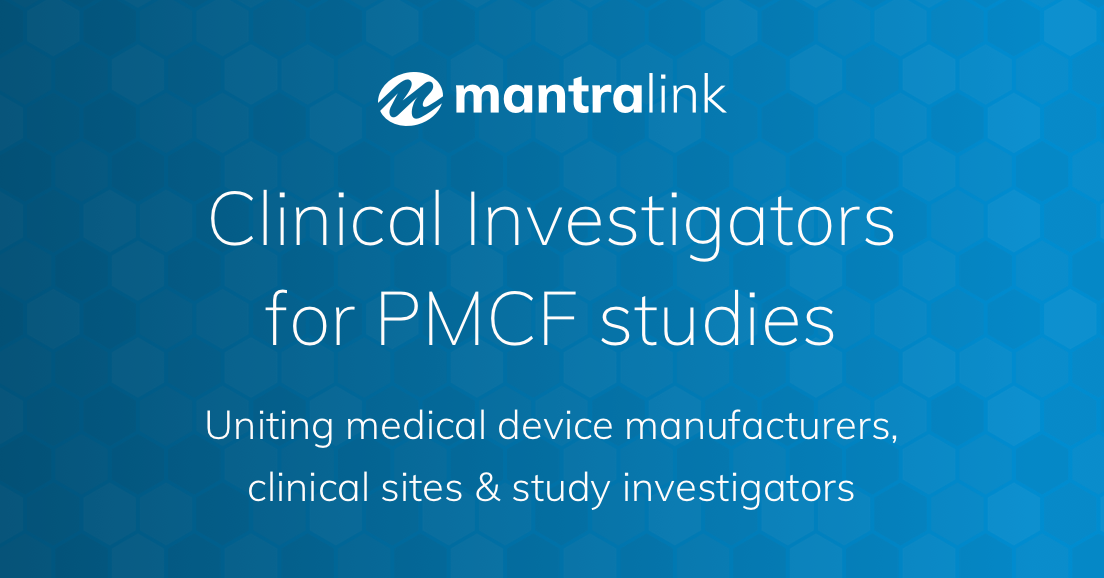 mantralink
Clinical Investigators
for PMCF studies
Uniting medical device manufacturers,
clinical sites & study investigators